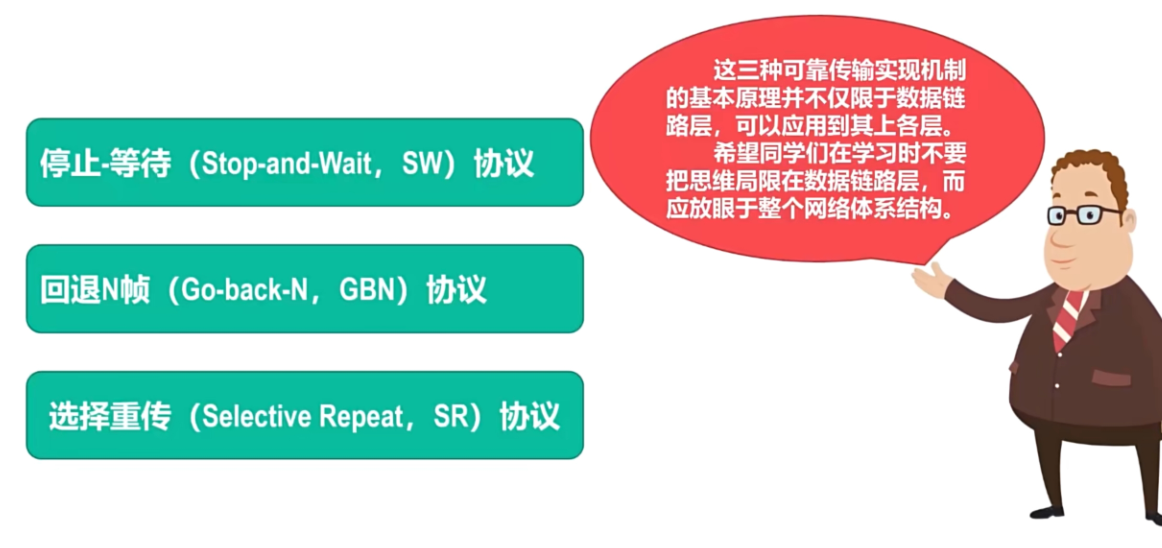 停止-等待（Stop-and-Wait，SW）协议
回退N帧（Go-back-N，GBN）协议
选择重传（Selective Repeat，SR）协议
这三种可靠传输实现机制
的基本原理并不仅限于数据链
路层，可以应用到其上各层。
希望同学们在学习时不要
把思维局限在数据链路层，而
应放眼于整个网络体系结构。